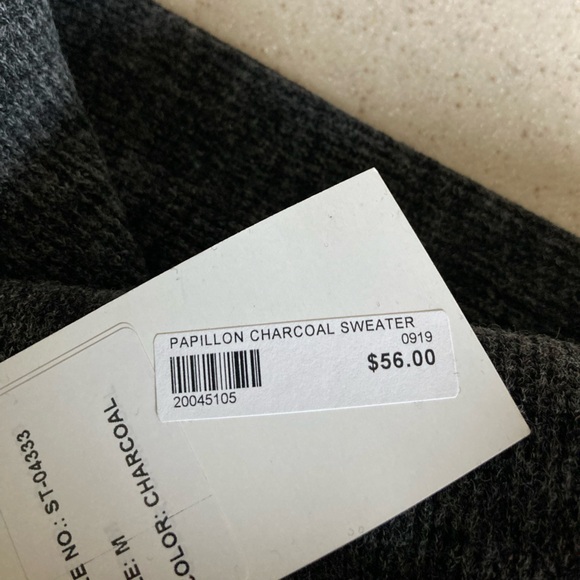 PAPILLON CHARCOAL SWEATER
0919
$56.00
20045105
NO.: ST-04333
M
COLOR: CHARCOAL